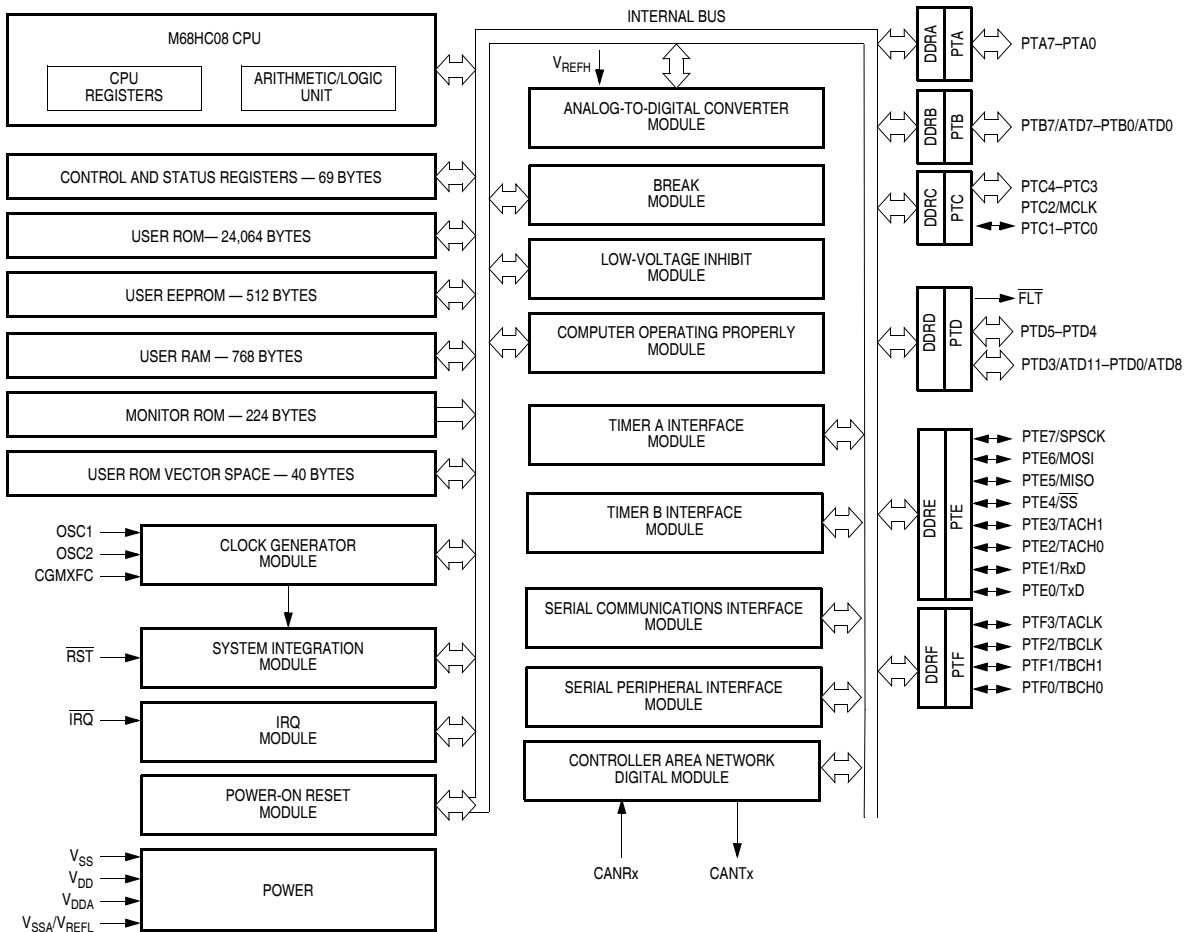 INTERNAL BUS
M68HC08 CPU
CPU
REGISTERS
ARITHMETIC/LOGIC
UNIT
CONTROL AND STATUS REGISTERS — 69 BYTES
USER ROM— 24,064 BYTES
USER EEPROM — 512 BYTES
USER RAM — 768 BYTES
MONITOR ROM — 224 BYTES
USER ROM VECTOR SPACE — 40 BYTES
OSC1
OSC2
CGMXFC
CLOCK GENERATOR
MODULE
R̅S̅T̅
SYSTEM INTEGRATION
MODULE
I̅R̅Q̅
IRQ
MODULE
POWER-ON RESET
MODULE
VSS
VDD
VDDA
VSSA/VREFL
POWER
VREFH
ANALOG-TO-DIGITAL CONVERTER
MODULE
BREAK
MODULE
LOW-VOLTAGE INHIBIT
MODULE
COMPUTER OPERATING PROPERLY
MODULE
TIMER A INTERFACE
MODULE
TIMER B INTERFACE
MODULE
SERIAL COMMUNICATIONS INTERFACE
MODULE
SERIAL PERIPHERAL INTERFACE
MODULE
CONTROLLER AREA NETWORK
DIGITAL MODULE
CANRx
CANTx
DDRA
PTA
PTA7–PTA0
DDRB
PTB
PTB7/ATD7–PTB0/ATD0
DDRC
PTC
PTC4–PTC3
PTC2/MCLK
PTC1–PTC0
DDRD
PTD
F̅L̅T̅
PTD5–PTD4
PTD3/ATD11–PTD0/ATD8
DDRE
PTE
PTE7/SPSCK
PTE6/MOSI
PTE5/MISO
PTE4/S̅S̅
PTE3/TACH1
PTE2/TACH0
PTE1/RxD
PTE0/TxD
DDRF
PTF
PTF3/TACLK
PTF2/TBCLK
PTF1/TBCH1
PTF0/TBCH0